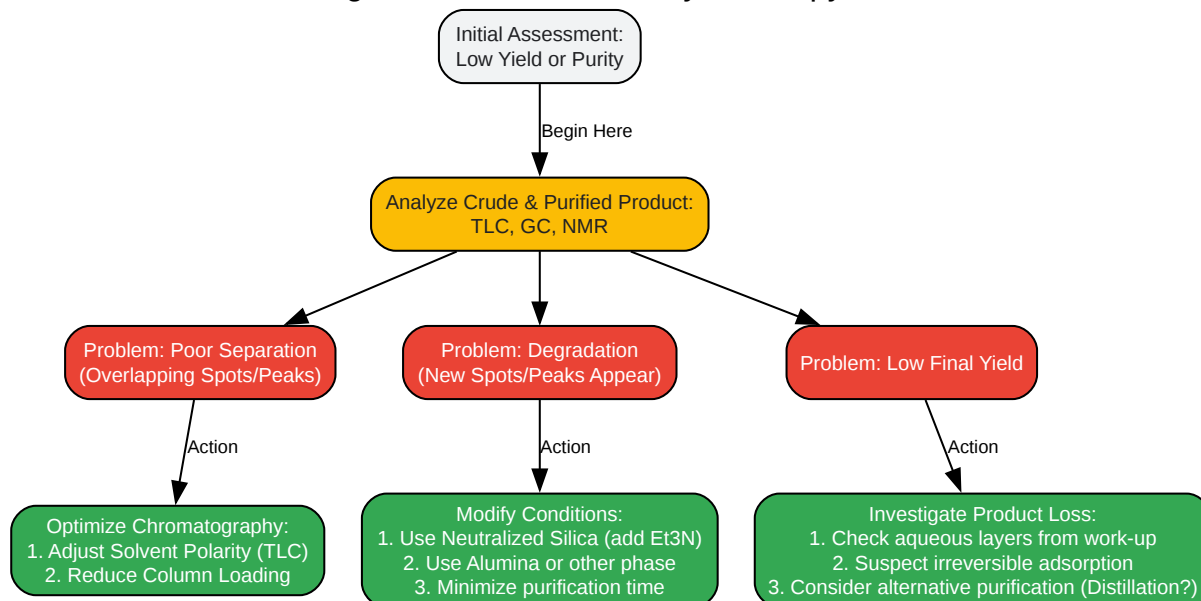 Initial Assessment:
Low Yield or Purity
Begin Here
Analyze Crude & Purified Product:
TLC, GC, NMR
Problem: Poor Separation
(Overlapping Spots/Peaks)
Problem: Degradation
(New Spots/Peaks Appear)
Problem: Low Final Yield
Action
Action
Action
Optimize Chromatography:
1. Adjust Solvent Polarity (TLC)
2. Reduce Column Loading
Modify Conditions:
1. Use Neutralized Silica (add Et3N)
2. Use Alumina or other phase
3. Minimize purification time
Investigate Product Loss:
1. Check aqueous layers from work-up
2. Suspect irreversible adsorption
3. Consider alternative purification (Distillation?)